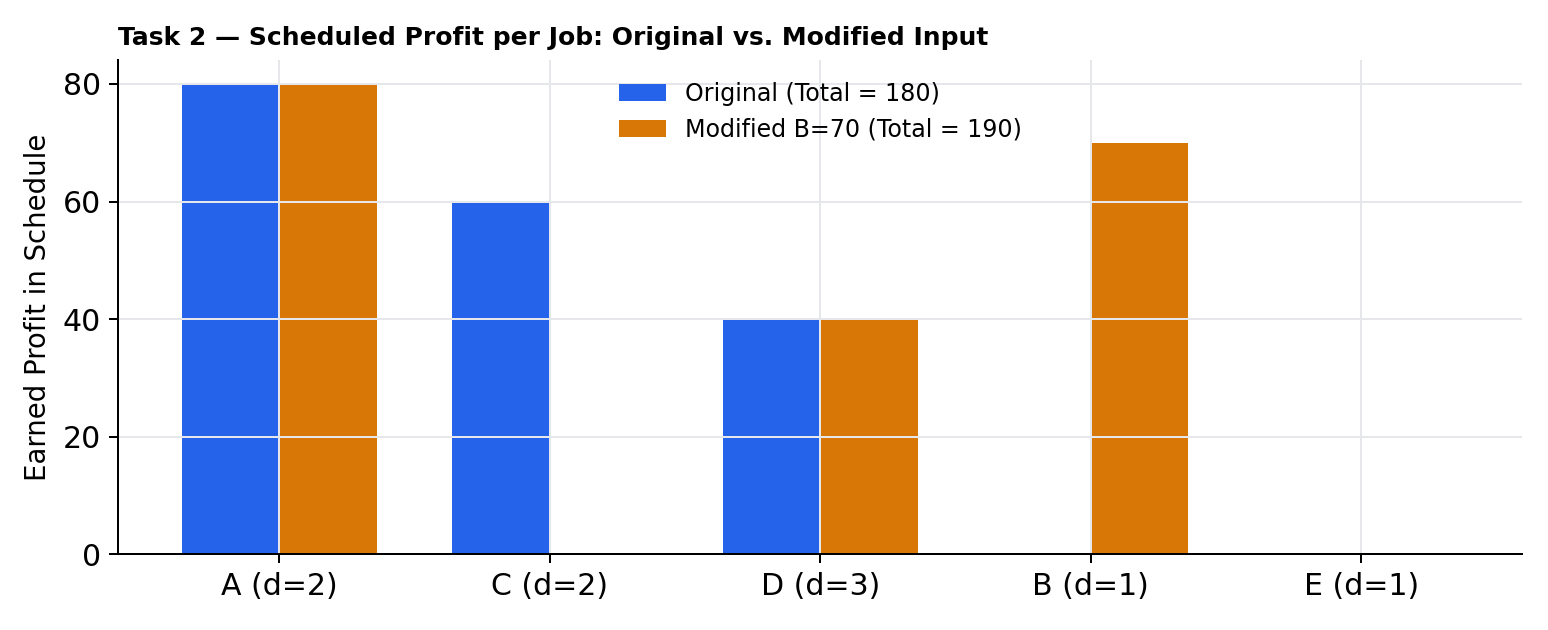 Task 2 — Scheduled Profit per Job: Original vs. Modified Input
Original (Total = 180)
Modified B=70 (Total = 190)
Earned Profit in Schedule
80
60
40
20
0
A (d=2)
C (d=2)
D (d=3)
B (d=1)
E (d=1)